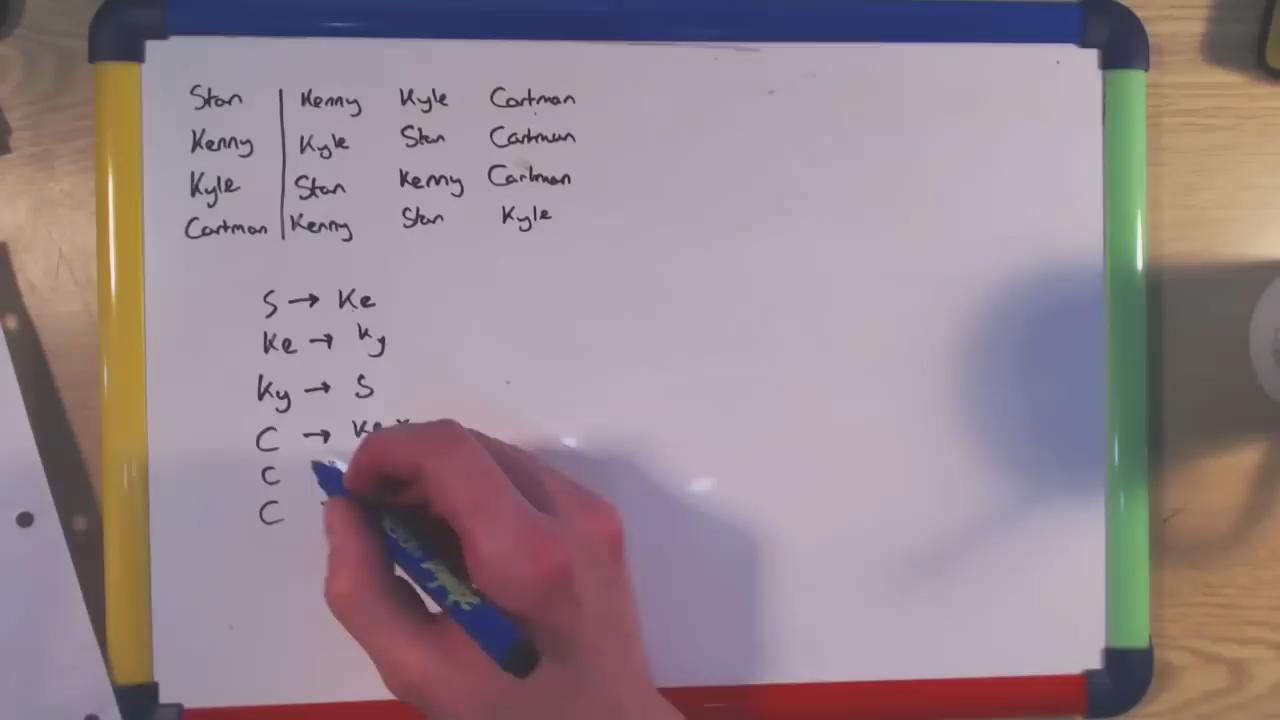 Stan | Kenny Kyle Cartman
Kenny | Kyle Stan Cartman
Kyle | Stan Kenny Cartman
Cartman | Kenny Stan Kyle
S → Ke
Ke → Ky
Ky → S
C → Ke x
C
C